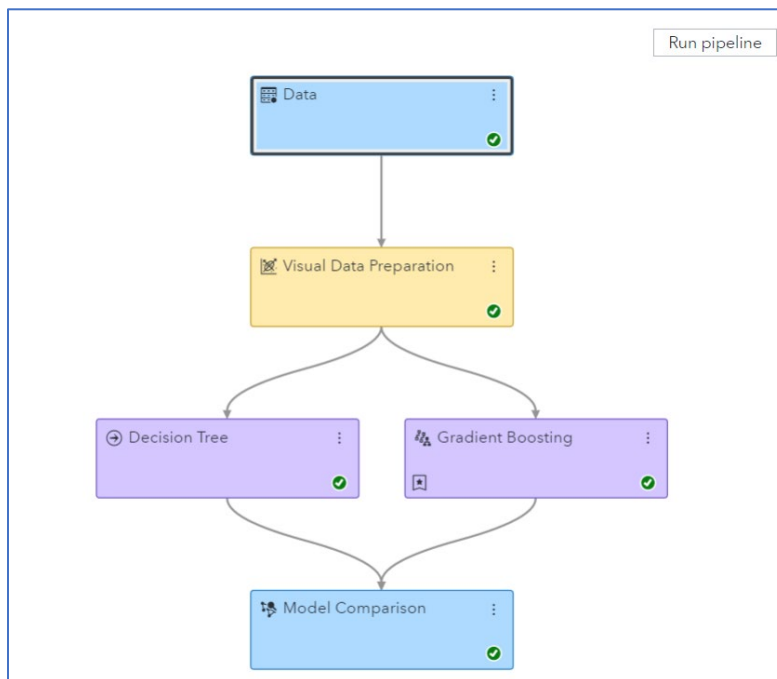 Run pipeline
Data
Visual Data Preparation
Decision Tree
Gradient Boosting
Model Comparison